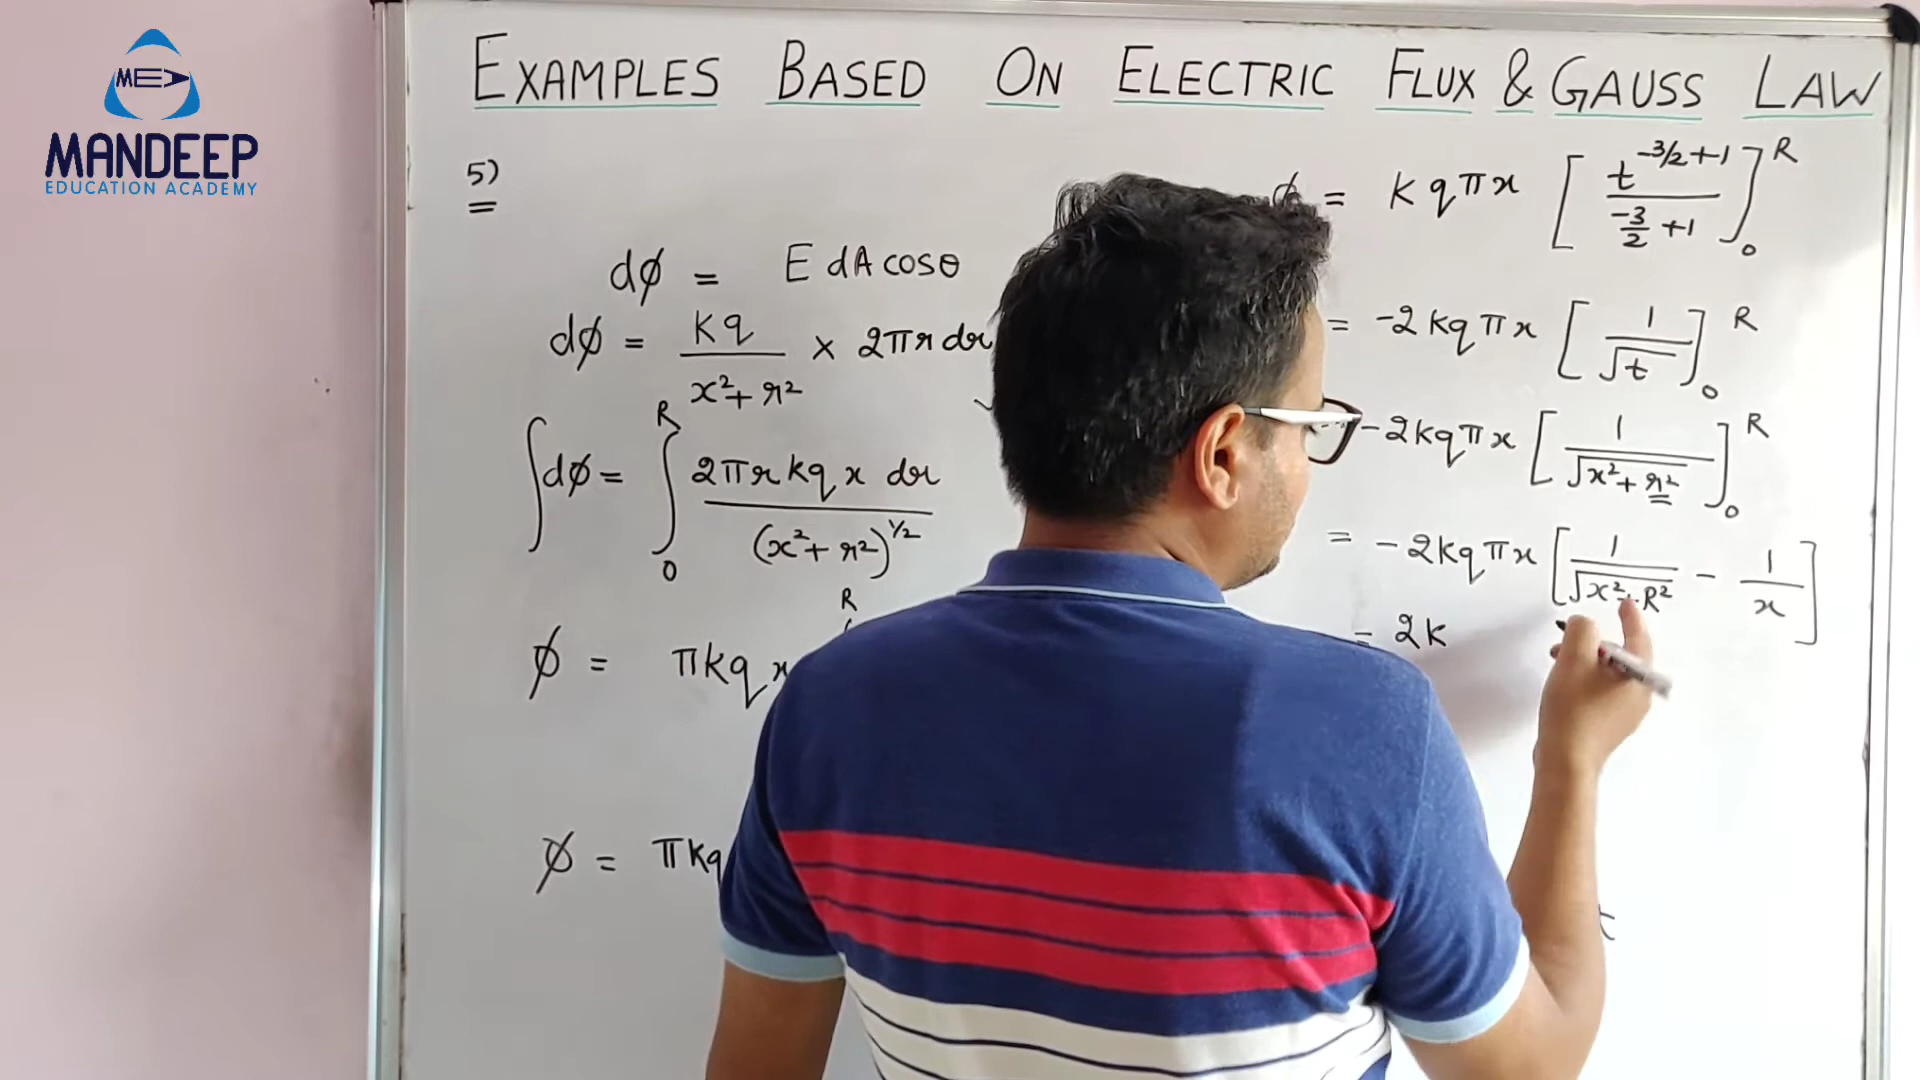 MEA
MANDEEP
EDUCATION ACADEMY
EXAMPLES BASED ON ELECTRIC FLUX & GAUSS LAW
5)
dϕ = E dA cosθ
dϕ = Kq / x²+r² × 2πr dr
∫dϕ = ∫₀ᴿ 2πr kq x dr / (x²+r²)^1/2
R
ϕ = πkq x
ϕ = πkq
ϕ = Kqπx [t^(-3/2+1) / (-3/2 +1)]₀ᴿ
= -2kqπx [1/√t]₀ᴿ
-2kqπx [1/√x²+r²]₀ᴿ
= -2kqπx [1/√x²+R² - 1/x]
= 2k
t